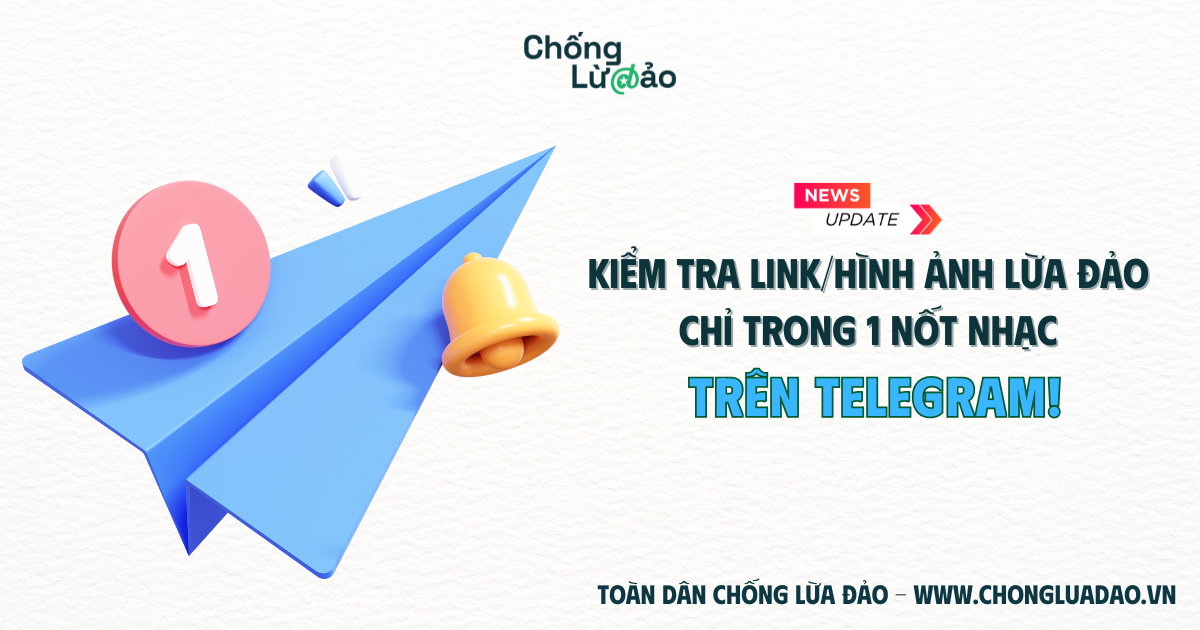 Chống
Lừa đảo
1
NEWS
UPDATE
KIỂM TRA LINK/HÌNH ẢNH LỪA ĐẢO
CHỈ TRONG 1 NỐT NHẠC
TRÊN TELEGRAM!
TOÀN DÂN CHỐNG LỪA ĐẢO – WWW.CHONGLUADAO.VN